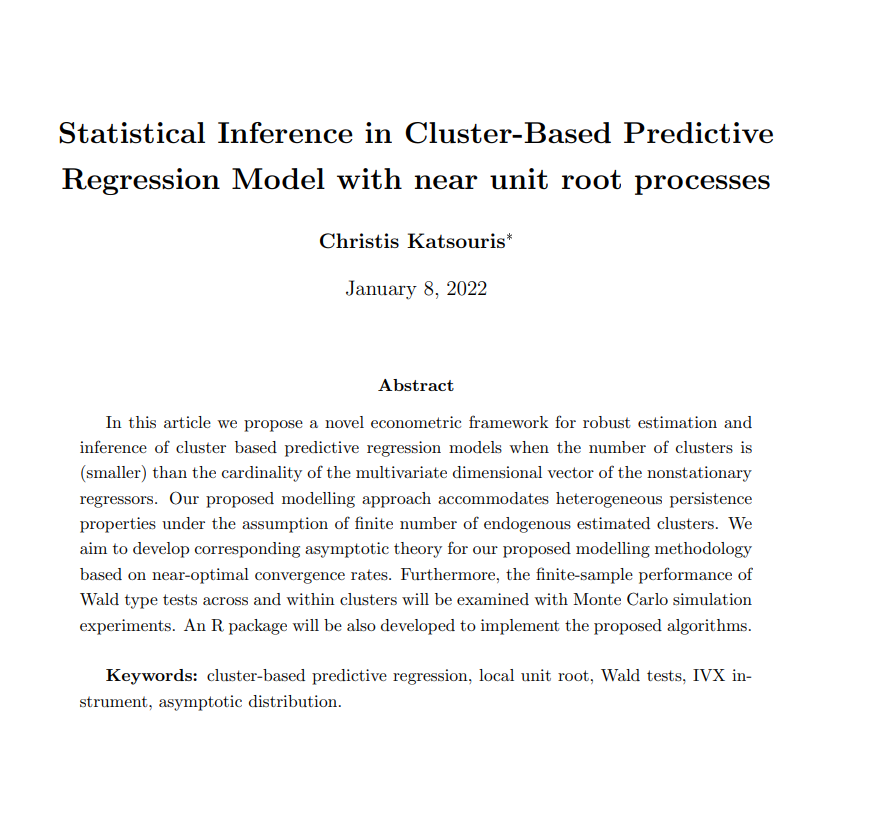 Statistical Inference in Cluster-Based Predictive
Regression Model with near unit root processes
Christis Katsouris*
January 8, 2022
Abstract
In this article we propose a novel econometric framework for robust estimation and
inference of cluster based predictive regression models when the number of clusters is
(smaller) than the cardinality of the multivariate dimensional vector of the nonstationary
regressors. Our proposed modelling approach accommodates heterogeneous persistence
properties under the assumption of finite number of endogenous estimated clusters. We
aim to develop corresponding asymptotic theory for our proposed modelling methodology
based on near-optimal convergence rates. Furthermore, the finite-sample performance of
Wald type tests across and within clusters will be examined with Monte Carlo simulation
experiments. An R package will be also developed to implement the proposed algorithms.
Keywords: cluster-based predictive regression, local unit root, Wald tests, IVX in-
strument, asymptotic distribution.